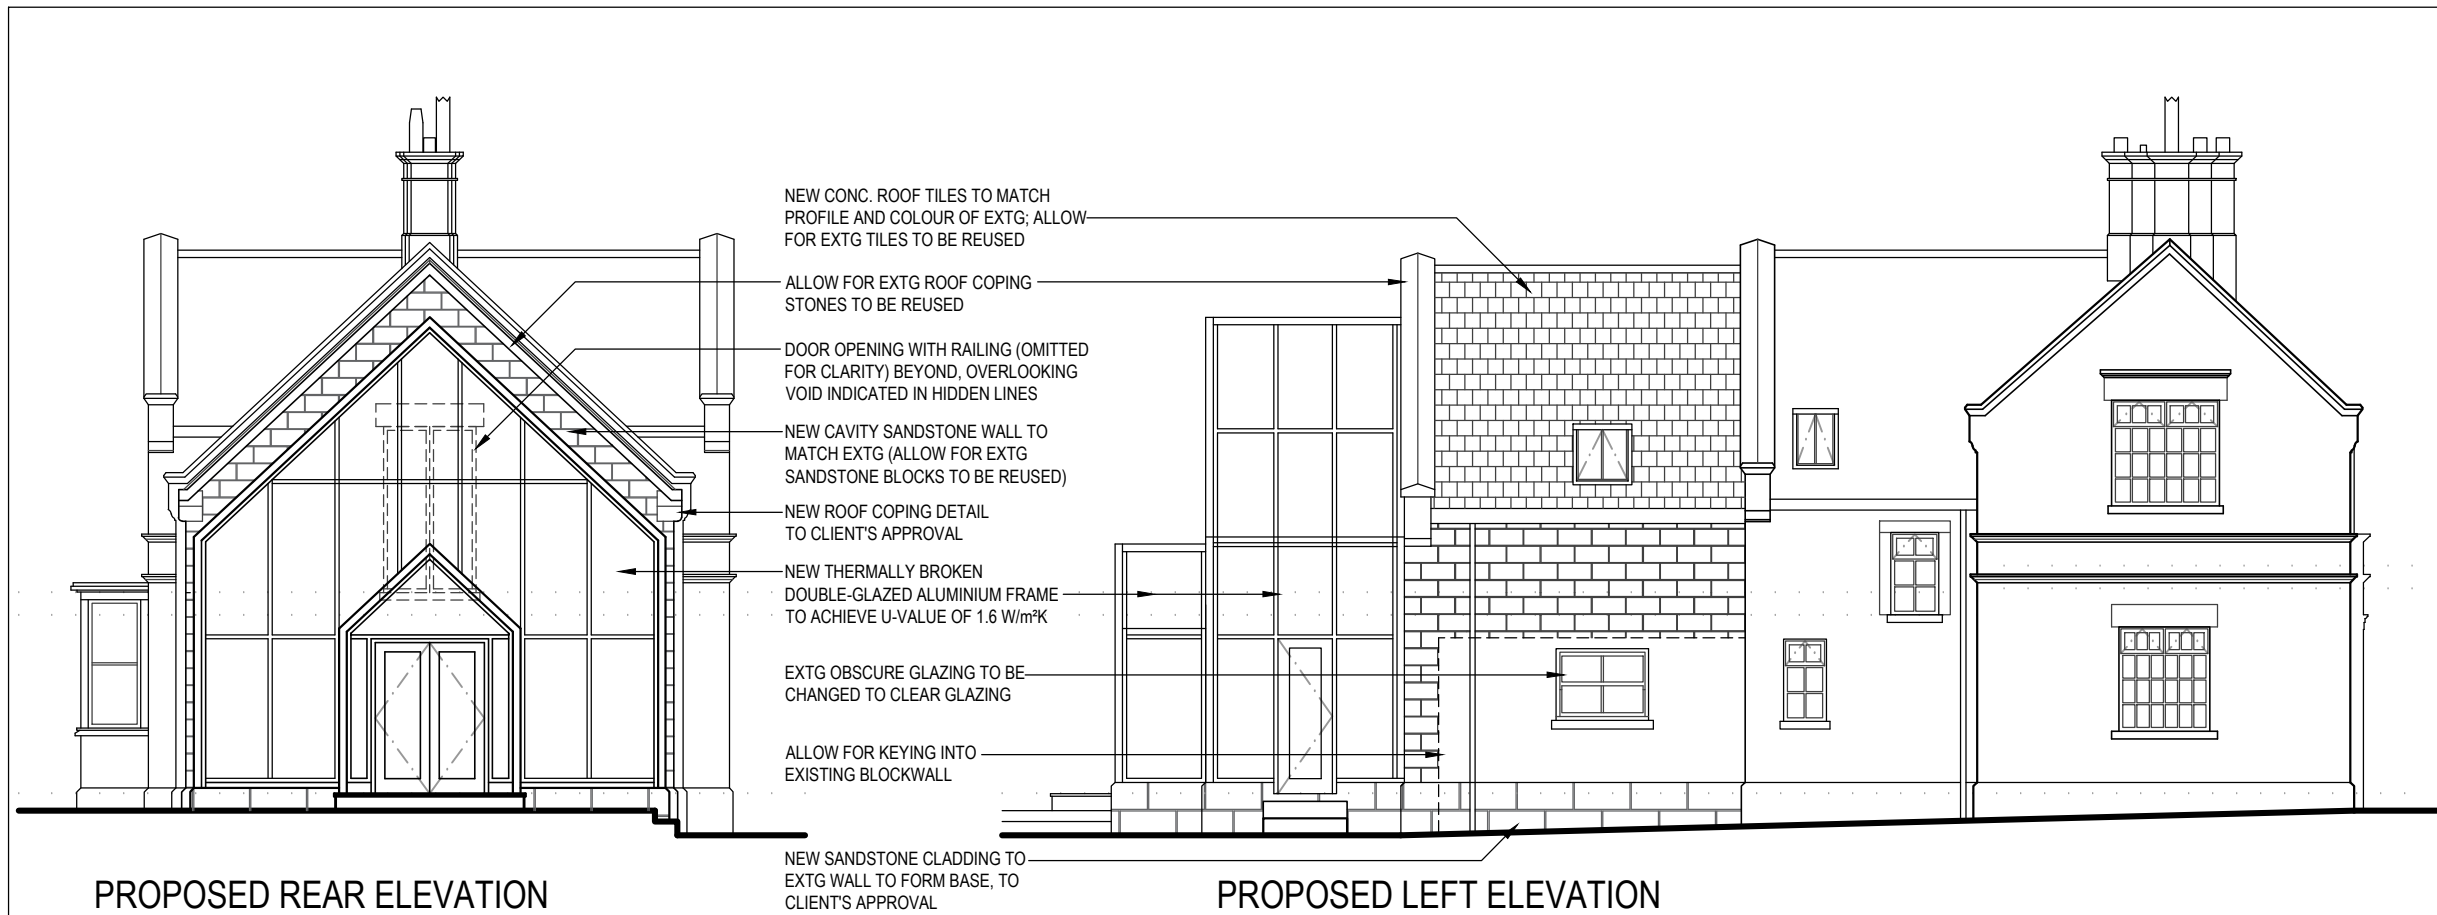 NEW CONC. ROOF TILES TO MATCH
PROFILE AND COLOUR OF EXTG; ALLOW
FOR EXTG TILES TO BE REUSED
ALLOW FOR EXTG ROOF COPING
STONES TO BE REUSED
DOOR OPENING WITH RAILING (OMITTED
FOR CLARITY) BEYOND, OVERLOOKING
VOID INDICATED IN HIDDEN LINES
NEW CAVITY SANDSTONE WALL TO
MATCH EXTG (ALLOW FOR EXTG
SANDSTONE BLOCKS TO BE REUSED)
NEW ROOF COPING DETAIL
TO CLIENT'S APPROVAL
NEW THERMALLY BROKEN
DOUBLE-GLAZED ALUMINIUM FRAME
TO ACHIEVE U-VALUE OF 1.6 W/m²K
EXTG OBSCURE GLAZING TO BE
CHANGED TO CLEAR GLAZING
ALLOW FOR KEYING INTO
EXISTING BLOCKWALL
NEW SANDSTONE CLADDING TO
EXTG WALL TO FORM BASE, TO
CLIENT'S APPROVAL
PROPOSED REAR ELEVATION
PROPOSED LEFT ELEVATION